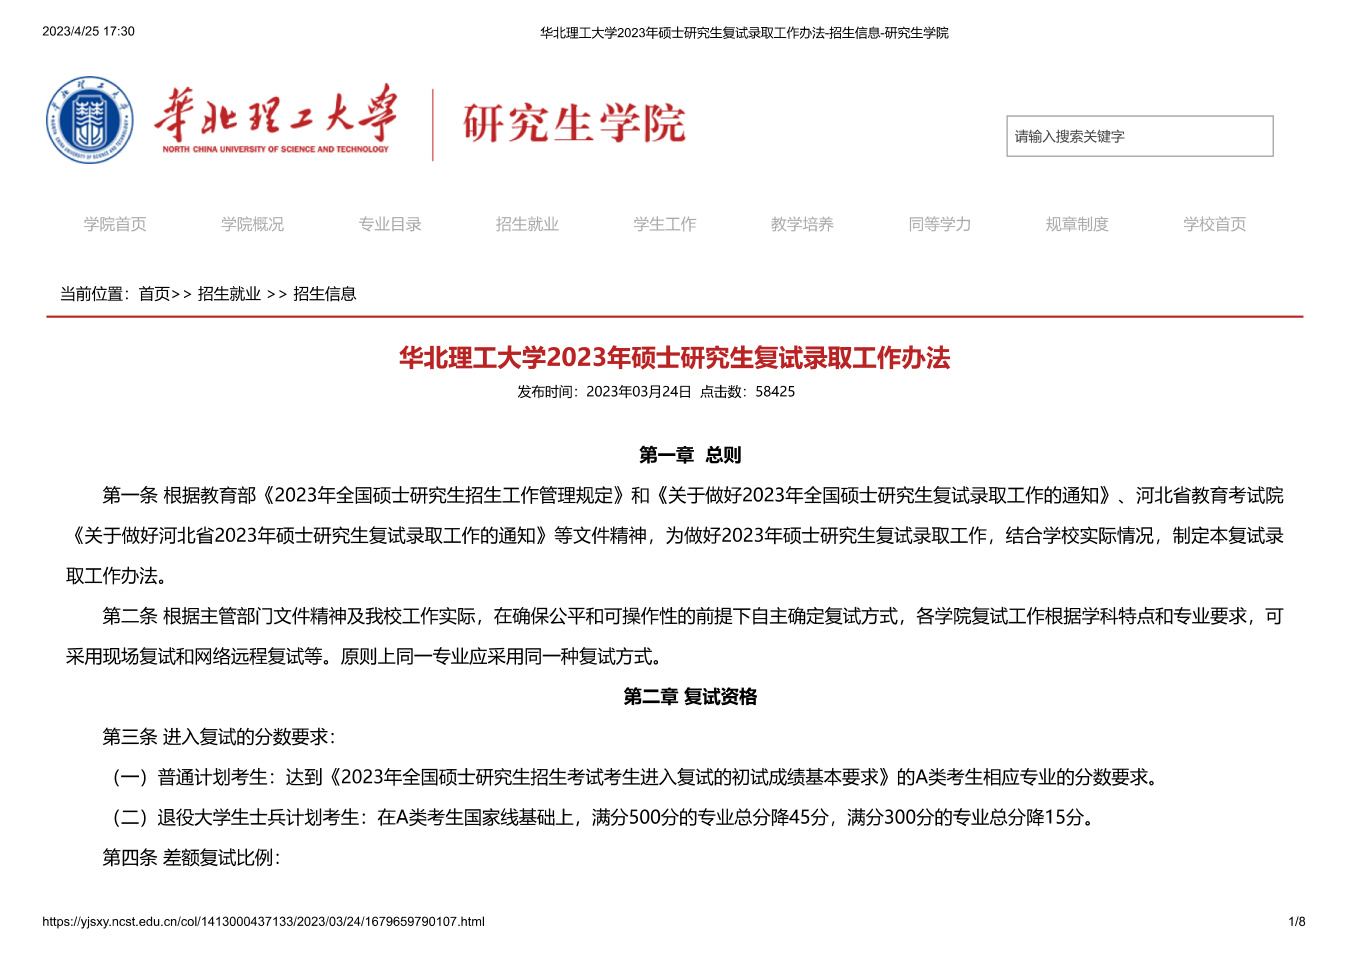 2023/4/25 17:30
华北理工大学2023年硕士研究生复试录取工作办法-招生信息-研究生学院
華北理工大学
NORTH CHINA UNIVERSITY OF SCIENCE AND TECHNOLOGY
研究生学院
请输入搜索关键字
学院首页 学院概况 专业目录 招生就业 学生工作 教学培养 同等学力 规章制度 学校首页
当前位置：首页>> 招生就业 >> 招生信息
华北理工大学2023年硕士研究生复试录取工作办法
发布时间：2023年03月24日 点击数：58425
第一章 总则
第一条 根据教育部《2023年全国硕士研究生招生工作管理规定》和《关于做好2023年全国硕士研究生复试录取工作的通知》、河北省教育考试院
《关于做好河北省2023年硕士研究生复试录取工作的通知》等文件精神，为做好2023年硕士研究生复试录取工作，结合学校实际情况，制定本复试录
取工作办法。
第二条 根据主管部门文件精神及我校工作实际，在确保公平和可操作性的前提下自主确定复试方式，各学院复试工作根据学科特点和专业要求，可
采用现场复试和网络远程复试等。原则上同一专业应采用同一种复试方式。
第二章 复试资格
第三条 进入复试的分数要求：
（一）普通计划考生：达到《2023年全国硕士研究生招生考试考生进入复试的初试成绩基本要求》的A类考生相应专业的分数要求。
（二）退役大学生士兵计划考生：在A类考生国家线基础上，满分500分的专业总分降45分，满分300分的专业总分降15分。
第四条 差额复试比例：
https://yjsxy.ncst.edu.cn/col/1413000437133/2023/03/24/1679659790107.html
1/8